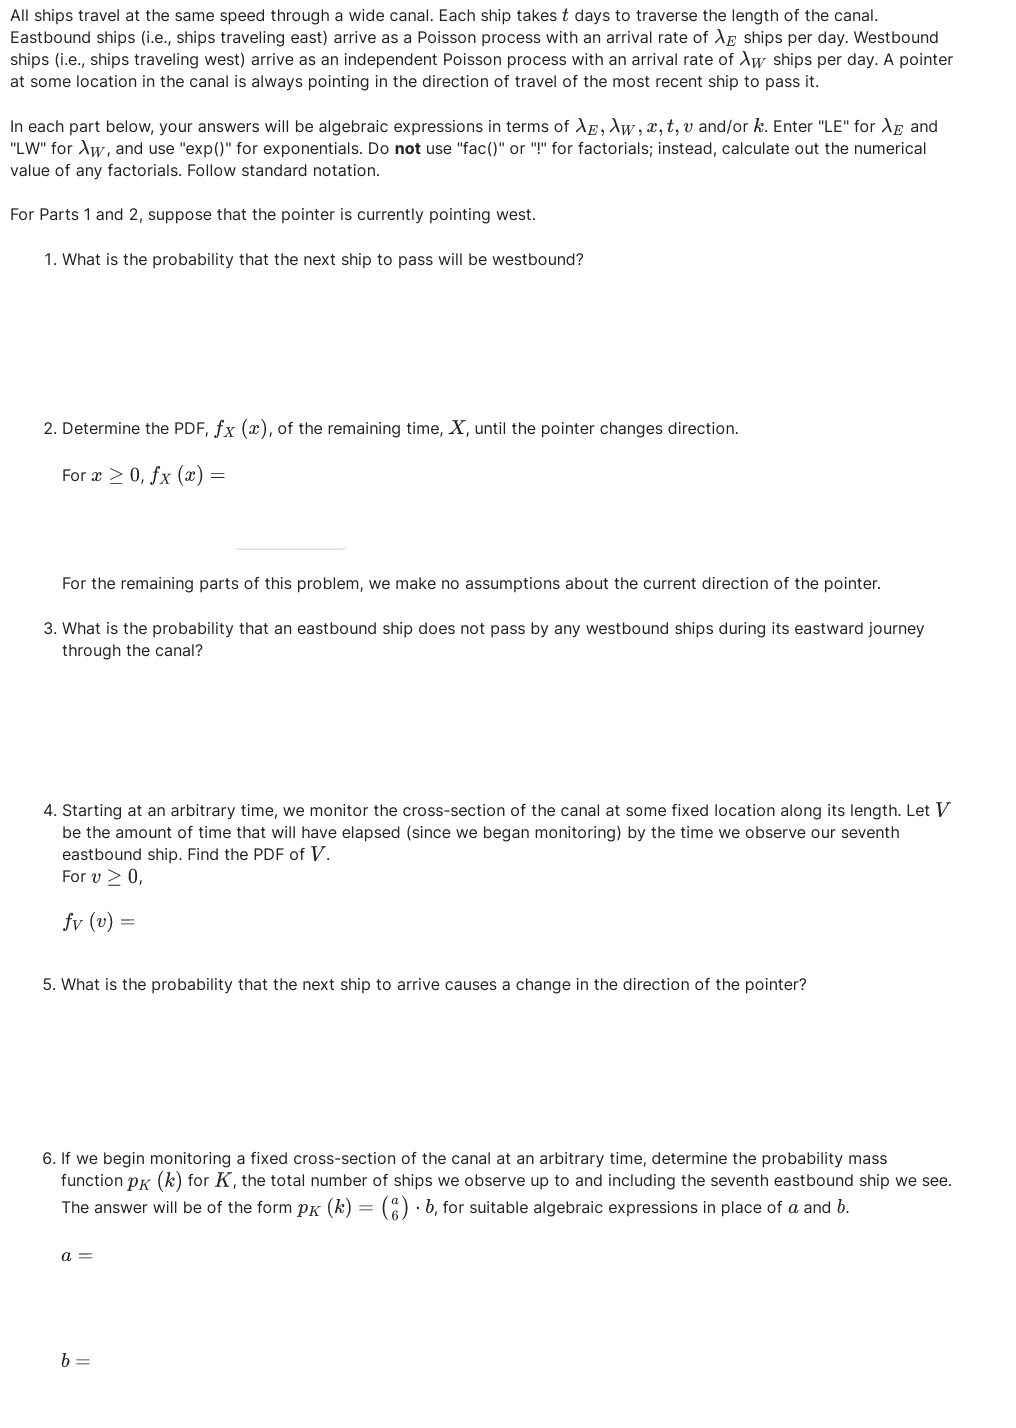 All ships travel at the same speed through a wide canal. Each ship takes t days to traverse the length of the canal.
Eastbound ships (i.e., ships traveling east) arrive as a Poisson process with an arrival rate of λ_E ships per day. Westbound
ships (i.e., ships traveling west) arrive as an independent Poisson process with an arrival rate of λ_W ships per day. A pointer
at some location in the canal is always pointing in the direction of travel of the most recent ship to pass it.
In each part below, your answers will be algebraic expressions in terms of λ_E, λ_W, x, t, v and/or k. Enter "LE" for λ_E and
"LW" for λ_W, and use "exp()" for exponentials. Do not use "fac()" or "!" for factorials; instead, calculate out the numerical
value of any factorials. Follow standard notation.
For Parts 1 and 2, suppose that the pointer is currently pointing west.
1. What is the probability that the next ship to pass will be westbound?
2. Determine the PDF, f_X (x), of the remaining time, X, until the pointer changes direction.
For x ≥ 0, f_X (x) =
For the remaining parts of this problem, we make no assumptions about the current direction of the pointer.
3. What is the probability that an eastbound ship does not pass by any westbound ships during its eastward journey
through the canal?
4. Starting at an arbitrary time, we monitor the cross-section of the canal at some fixed location along its length. Let V
be the amount of time that will have elapsed (since we began monitoring) by the time we observe our seventh
eastbound ship. Find the PDF of V.
For v ≥ 0,
f_V (v) =
5. What is the probability that the next ship to arrive causes a change in the direction of the pointer?
6. If we begin monitoring a fixed cross-section of the canal at an arbitrary time, determine the probability mass
function p_K (k) for K, the total number of ships we observe up to and including the seventh eastbound ship we see.
The answer will be of the form p_K (k) = (a 6) · b, for suitable algebraic expressions in place of a and b.
a =
b =